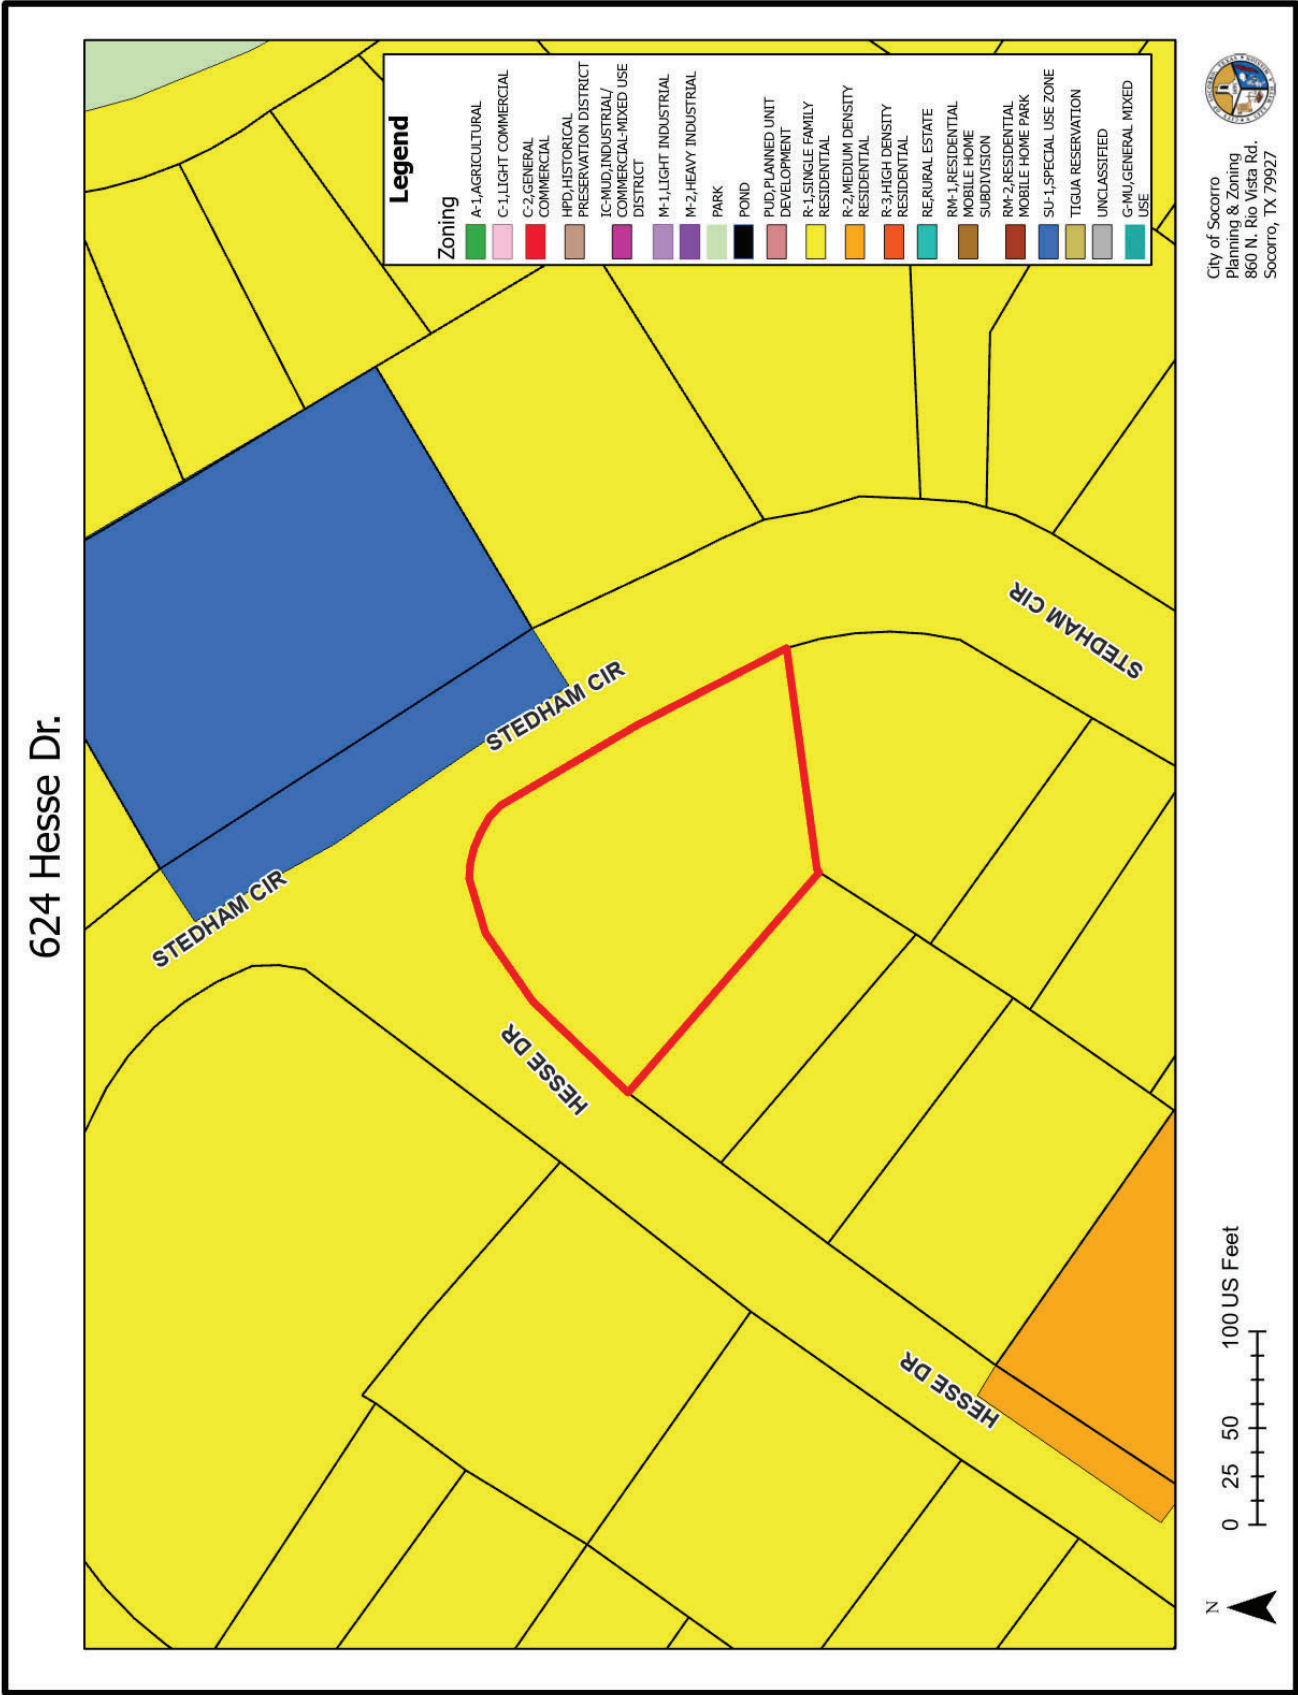 624 Hesse Dr.
STEDHAM CIR
STEDHAM CIR
STEDHAM CIR
HESSE DR
HESSE DR
Legend
Zoning
A-1,AGRICULTURAL
C-1,LIGHT COMMERCIAL
C-2,GENERAL
COMMERCIAL
HPD,HISTORICAL
PRESERVATION DISTRICT
IC-MUD,INDUSTRIAL/
COMMERCIAL-MIXED USE
DISTRICT
M-1,LIGHT INDUSTRIAL
M-2,HEAVY INDUSTRIAL
PARK
POND
PUD,PLANNED UNIT
DEVELOPMENT
R-1,SINGLE FAMILY
RESIDENTIAL
R-2,MEDIUM DENSITY
RESIDENTIAL
R-3,HIGH DENSITY
RESIDENTIAL
RE,RURAL ESTATE
RM-1,RESIDENTIAL
MOBILE HOME
SUBDIVISION
RM-2,RESIDENTIAL
MOBILE HOME PARK
SU-1,SPECIAL USE ZONE
TIGUA RESERVATION
UNCLASSIFIED
G-MU,GENERAL MIXED
USE
N
0 25 50 100 US Feet
City of Socorro
Planning & Zoning
860 N. Rio Vista Rd.
Socorro, TX 79927